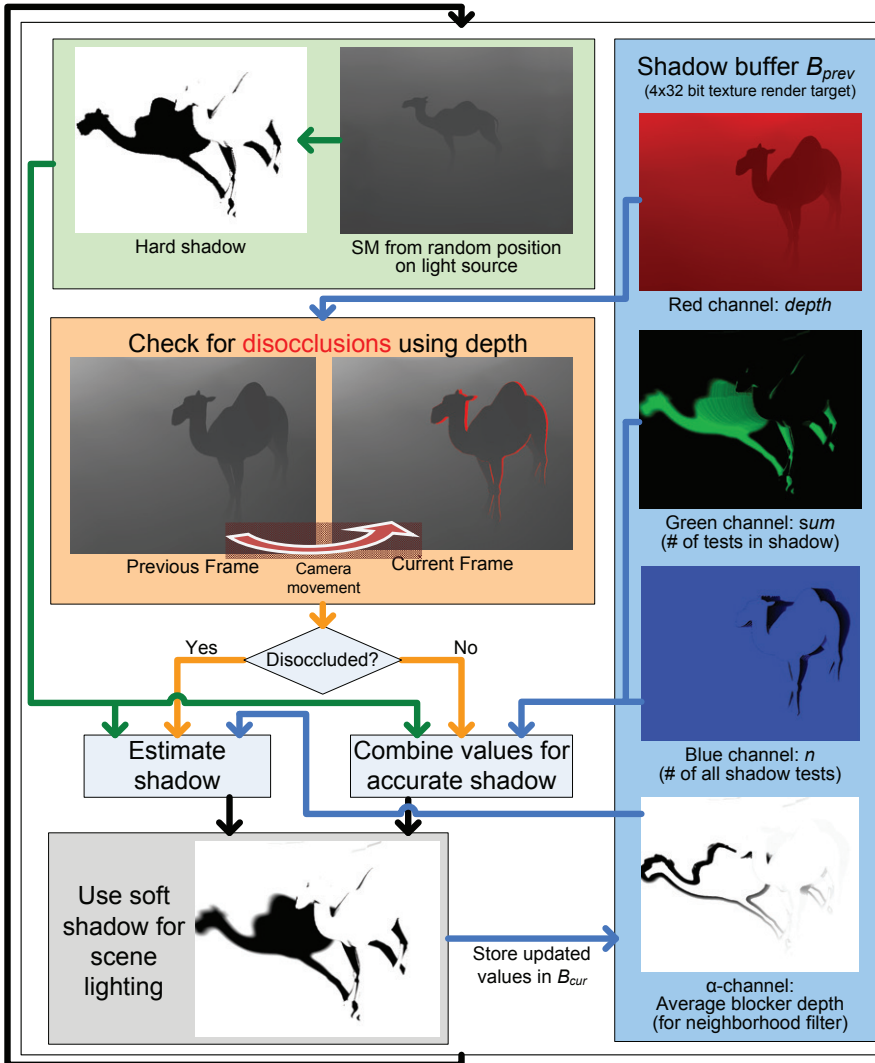 Hard shadow
SM from random position
on light source
Shadow buffer Bprev
(4x32 bit texture render target)
Red channel: depth
Check for disocclusions using depth
Previous Frame
Camera
movement
Current Frame
Green channel: sum
(# of tests in shadow)
Yes
Disoccluded?
No
Blue channel: n
(# of all shadow tests)
Estimate
shadow
Combine values for
accurate shadow
Use soft
shadow for
scene
lighting
Store updated
values in Bcur
α-channel:
Average blocker depth
(for neighborhood filter)